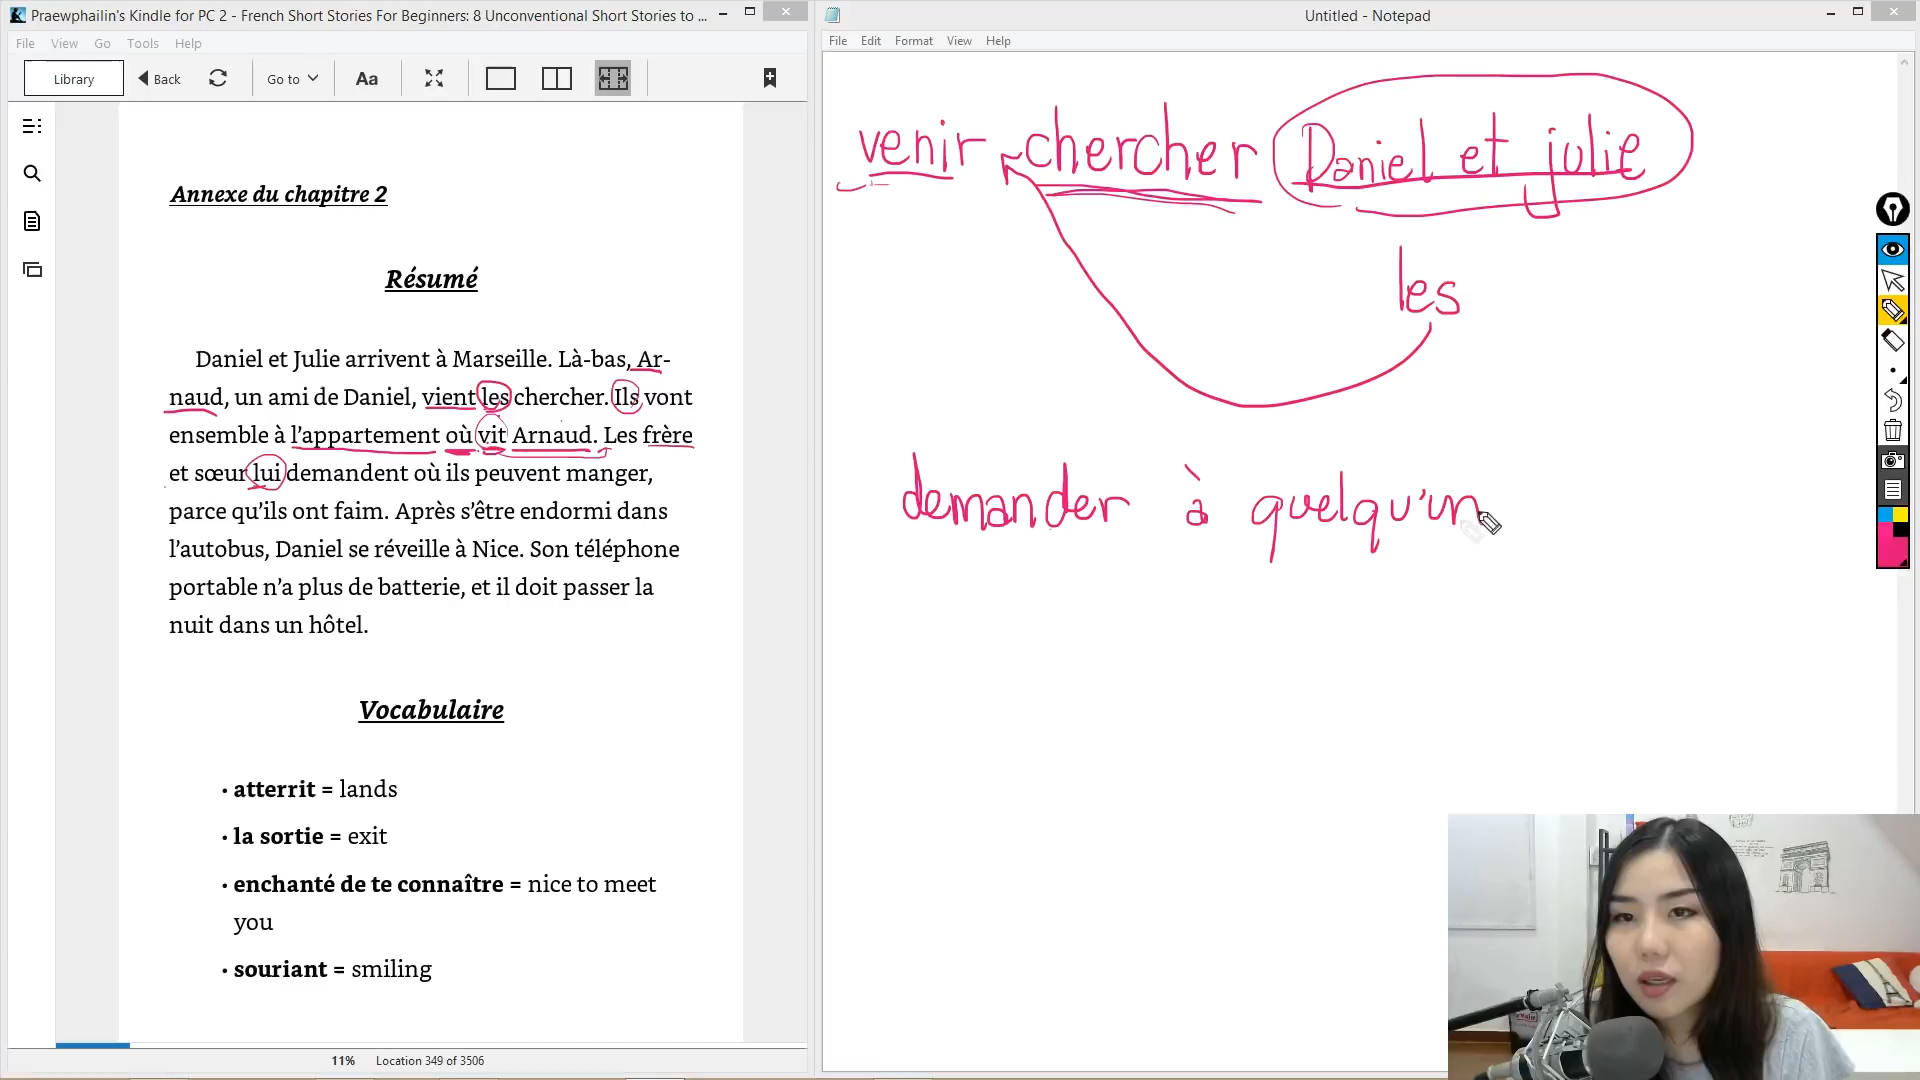 Praewphailin's Kindle for PC 2 - French Short Stories For Beginners: 8 Unconventional Short Stories to ...
File View Go Tools Help
Library Back Go to Aa
Annexe du chapitre 2
Résumé
Daniel et Julie arrivent à Marseille. Là-bas, Ar-
naud, un ami de Daniel, vient les chercher. Ils vont
ensemble à l'appartement où vit Arnaud. Les frère
et sœur lui demandent où ils peuvent manger,
parce qu'ils ont faim. Après s'être endormi dans
l'autobus, Daniel se réveille à Nice. Son téléphone
portable n'a plus de batterie, et il doit passer la
nuit dans un hôtel.
Vocabulaire
• atterrit = lands
• la sortie = exit
• enchanté de te connaître = nice to meet
you
• souriant = smiling
11% Location 349 of 3506
Untitled - Notepad
File Edit Format View Help
venir chercher Daniel et julie
les
demander à quelqu'un